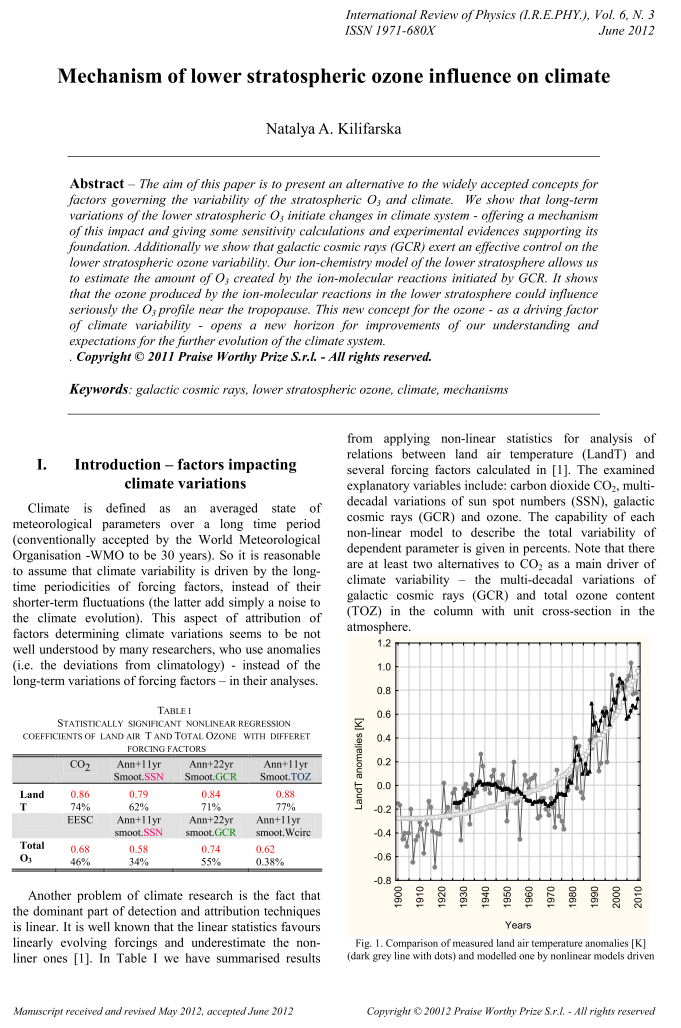 International Review of Physics (I.R.E.PHY.), Vol. 6, N. 3
ISSN 1971-680X June 2012
Mechanism of lower stratospheric ozone influence on climate
Natalya A. Kilifarska
Abstract – The aim of this paper is to present an alternative to the widely accepted concepts for
factors governing the variability of the stratospheric O3 and climate. We show that long-term
variations of the lower stratospheric O3 initiate changes in climate system - offering a mechanism
of this impact and giving some sensitivity calculations and experimental evidences supporting its
foundation. Additionally we show that galactic cosmic rays (GCR) exert an effective control on the
lower stratospheric ozone variability. Our ion-chemistry model of the lower stratosphere allows us
to estimate the amount of O3 created by the ion-molecular reactions initiated by GCR. It shows
that the ozone produced by the ion-molecular reactions in the lower stratosphere could influence
seriously the O3 profile near the tropopause. This new concept for the ozone - as a driving factor
of climate variability - opens a new horizon for improvements of our understanding and
expectations for the further evolution of the climate system.
. Copyright © 2011 Praise Worthy Prize S.r.l. - All rights reserved.
Keywords: galactic cosmic rays, lower stratospheric ozone, climate, mechanisms
I. Introduction – factors impacting
climate variations
Climate is defined as an averaged state of
meteorological parameters over a long time period
(conventionally accepted by the World Meteorological
Organisation -WMO to be 30 years). So it is reasonable
to assume that climate variability is driven by the long-
time periodicities of forcing factors, instead of their
shorter-term fluctuations (the latter add simply a noise to
the climate evolution). This aspect of attribution of
factors determining climate variations seems to be not
well understood by many researchers, who use anomalies
(i.e. the deviations from climatology) - instead of the
long-term variations of forcing factors – in their analyses.
TABLE I
STATISTICALLY SIGNIFICANT NONLINEAR REGRESSION
COEFFICIENTS OF LAND AIR T AND TOTAL OZONE WITH DIFFERET
FORCING FACTORS
CO2 Ann+11yr Ann+22yr Ann+11yr
Smoot.SSN Smoot.GCR Smoot.TOZ
Land 0.86 0.79 0.84 0.88
T 74% 62% 71% 77%
EESC Ann+11yr Ann+22yr Ann+11yr
smoot.SSN smoot.GCR smoot.Wcirc
Total 0.68 0.58 0.74 0.62
O3 46% 34% 55% 0.38%
Another problem of climate research is the fact that
the dominant part of detection and attribution techniques
is linear. It is well known that the linear statistics favours
linearly evolving forcings and underestimate the non-
liner ones [1]. In Table I we have summarised results
from applying non-linear statistics for analysis of
relations between land air temperature (LandT) and
several forcing factors calculated in [1]. The examined
explanatory variables include: carbon dioxide CO2, multi-
decadal variations of sun spot numbers (SSN), galactic
cosmic rays (GCR) and ozone. The capability of each
non-linear model to describe the total variability of
dependent parameter is given in percents. Note that there
are at least two alternatives to CO2 as a main driver of
climate variability – the multi-decadal variations of
galactic cosmic rays (GCR) and total ozone content
(TOZ) in the column with unit cross-section in the
atmosphere.
1.2
1.0
0.8
0.6
0.4
0.2
0.0
-0.2
-0.4
-0.6
-0.8
LandT anomalies [K]
1900 1910 1920 1930 1940 1950 1960 1970 1980 1990 2000 2010
Years
Fig. 1. Comparison of measured land air temperature anomalies [K]
(dark grey line with dots) and modelled one by nonlinear models driven
Manuscript received and revised May 2012, accepted June 2012 Copyright © 20012 Praise Worthy Prize S.r.l. - All rights reserved